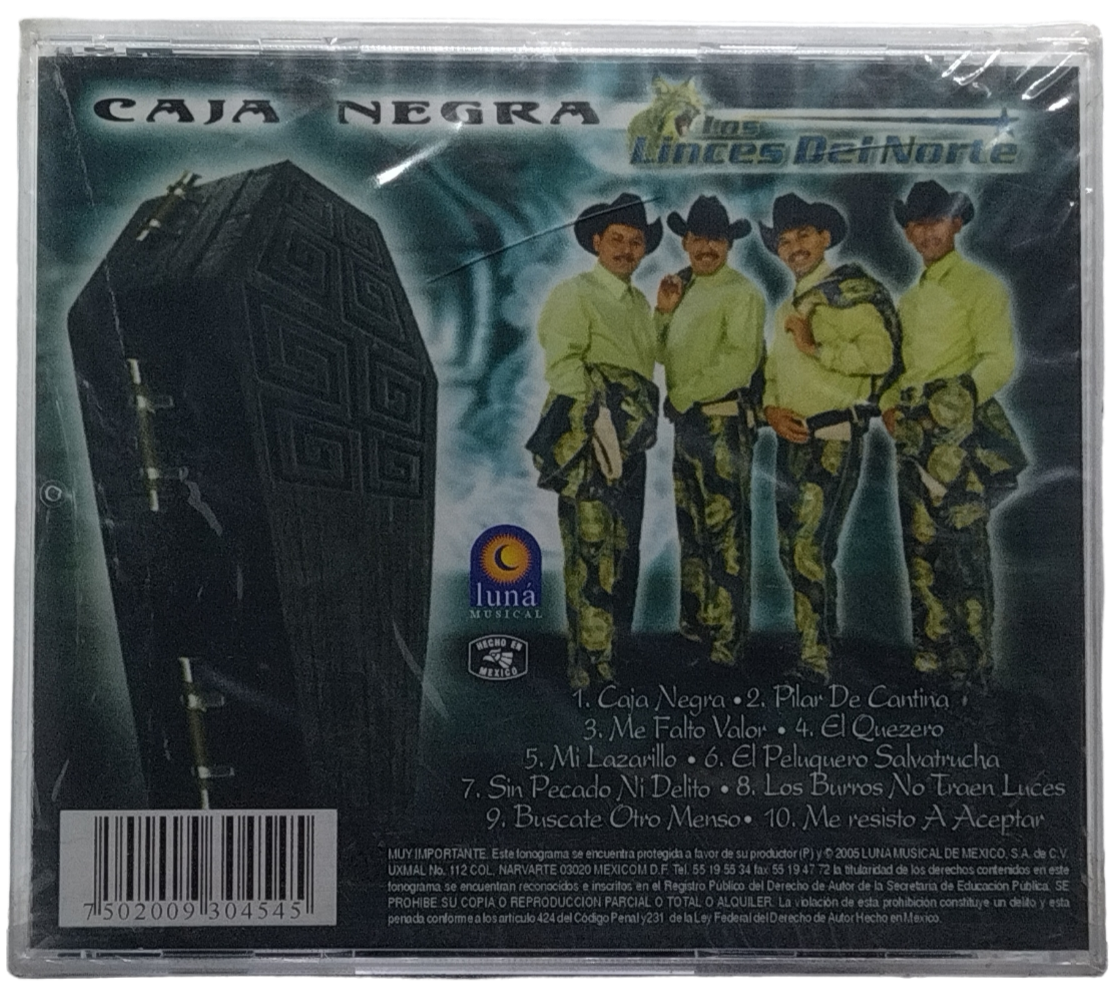 CAJA NEGRA
Los
Linces Del Norte
luná
MUSICAL
HECHO EN
MEXICO
1. Caja Negra • 2. Pilar De Cantina
3. Me Falto Valor • 4. El Quezero
5. Mi Lazarillo • 6. El Peluquero Salvatrucha
7. Sin Pecado Ni Delito • 8. Los Burros No Traen Luces
9. Buscate Otro Menso• 10. Me resisto A Aceptar
7 502009 304545
MUY IMPORTANTE. Este fonograma se encuentra protegida a favor de su productor (P) y © 2005 LUNA MUSICAL DE MEXICO, S.A. de C.V.
UXMAL No. 112 COL. NARVARTE 03020 MEXICOM D.F. Tel. 55 19 55 34 fax 55 19 47 72 la titularidad de los derechos contenidos en este
fonograma se encuentran reconocidos e inscritos en el Registro Público del Derecho de Autor de la Secretaria de Educación Publica, SE
PROHIBE SU COPIA O REPRODUCCION PARCIAL O TOTAL O ALQUILER. La violación de esta prohibición constituye un delito y esta
penada conforme a los artículo 424 del Código Penal y231 de la Ley Federal del Derecho de Autor Hecho en México.